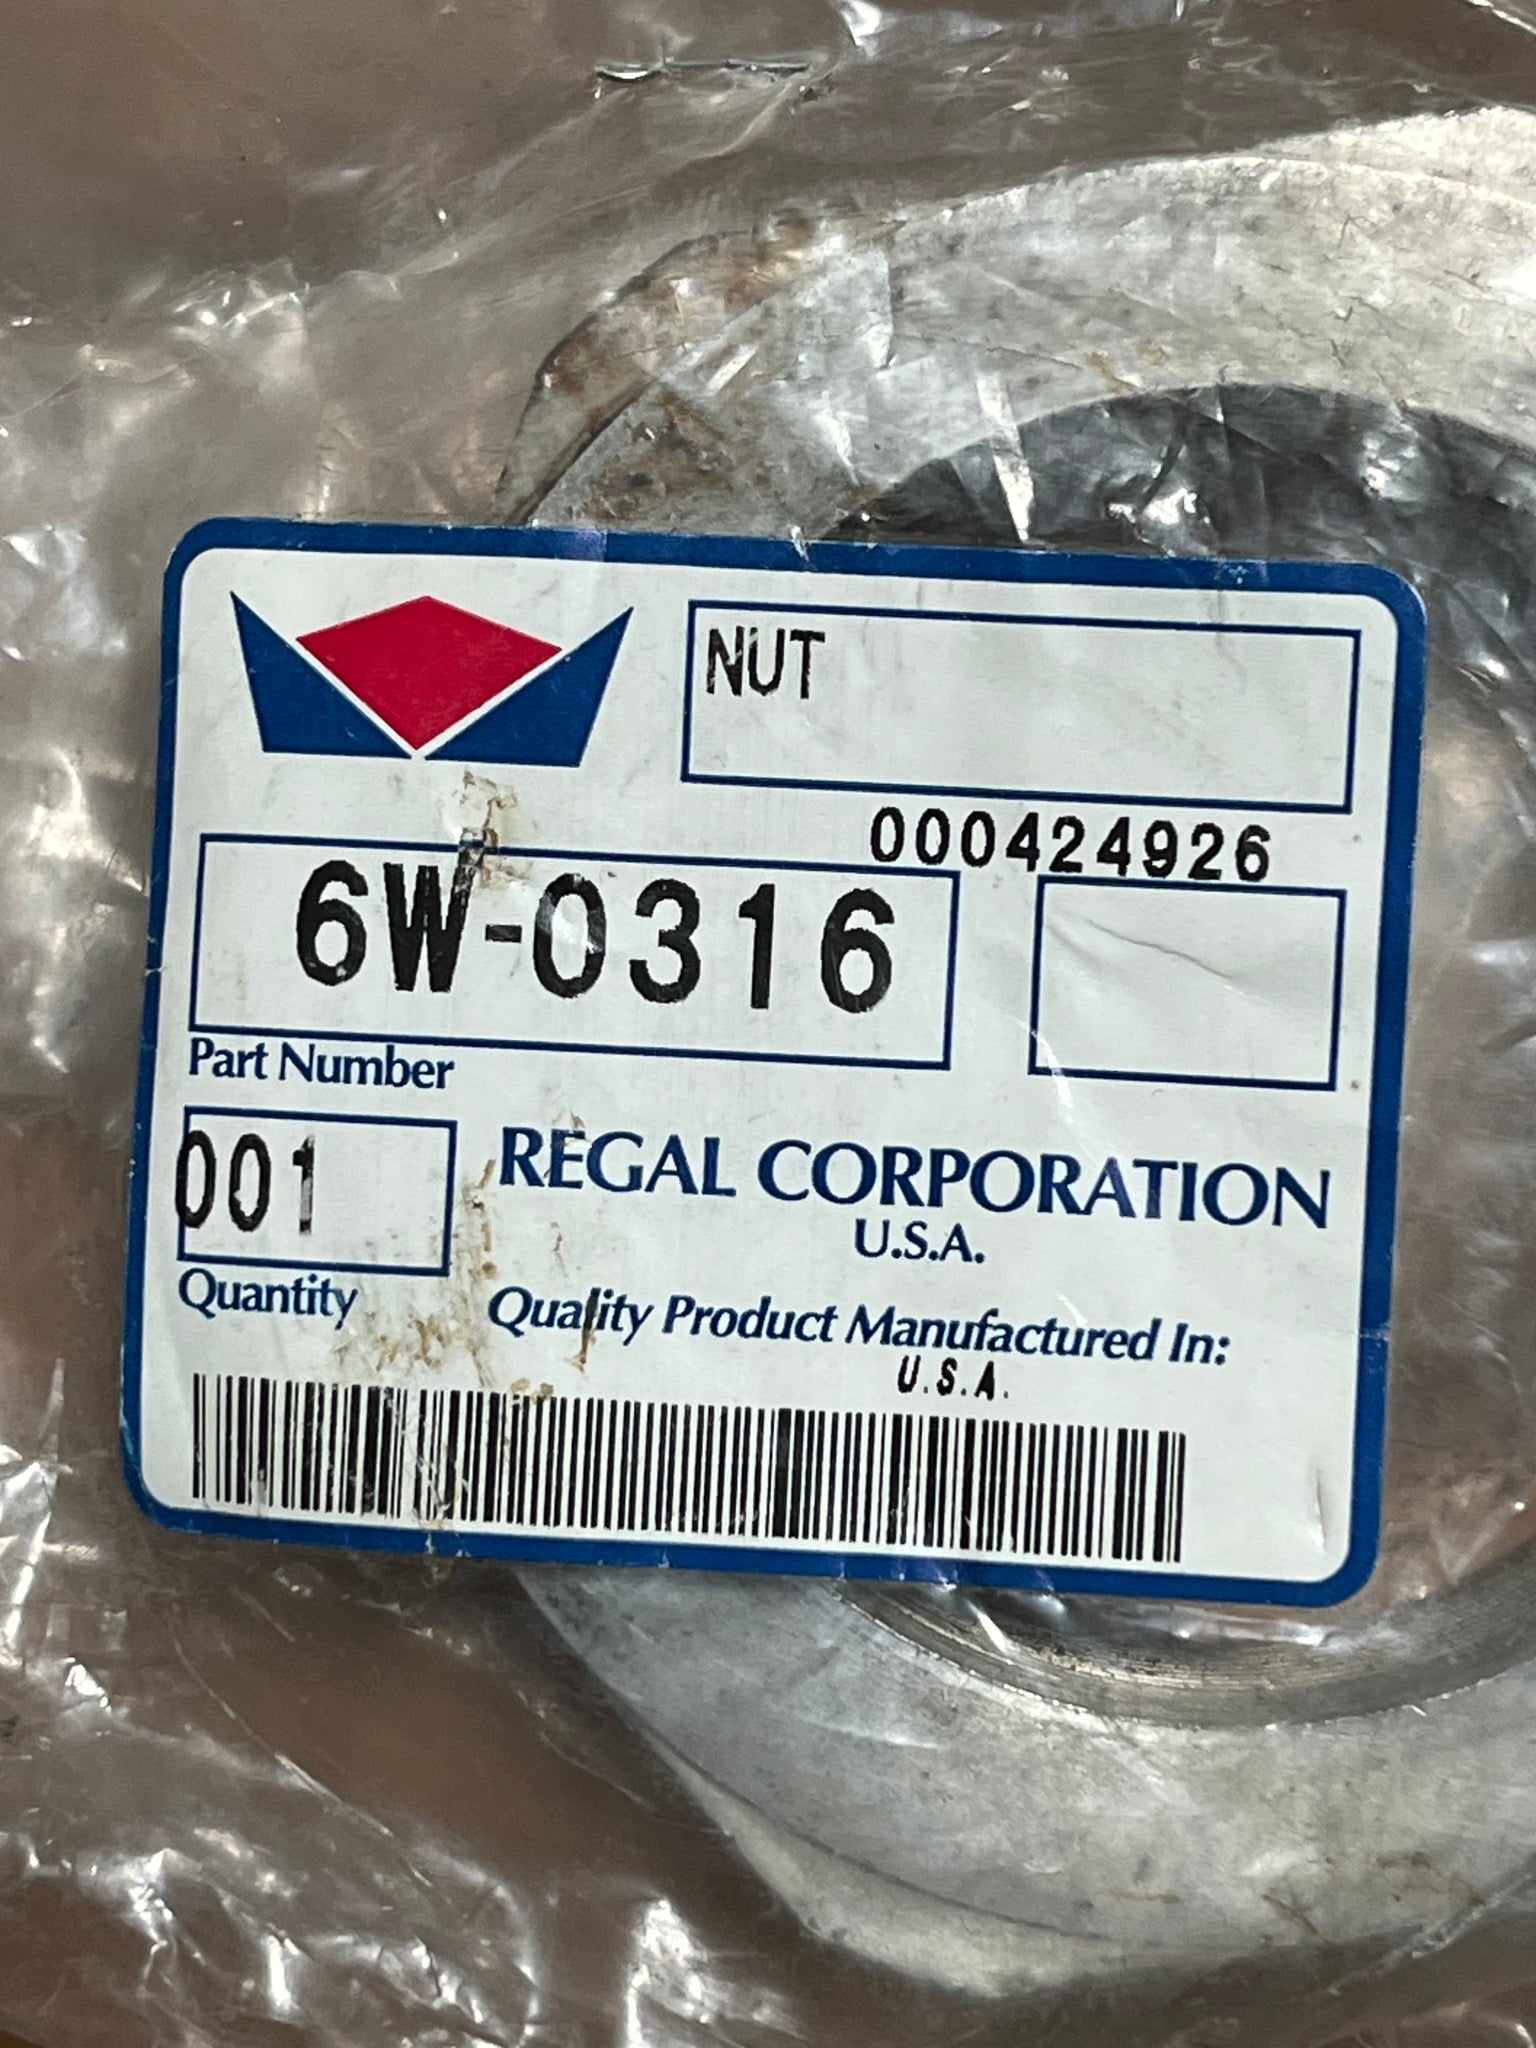 NUT
000424926
6W-0316
Part Number
001
Quantity
REGAL CORPORATION
U.S.A.
Quality Product Manufactured In:
U.S.A.